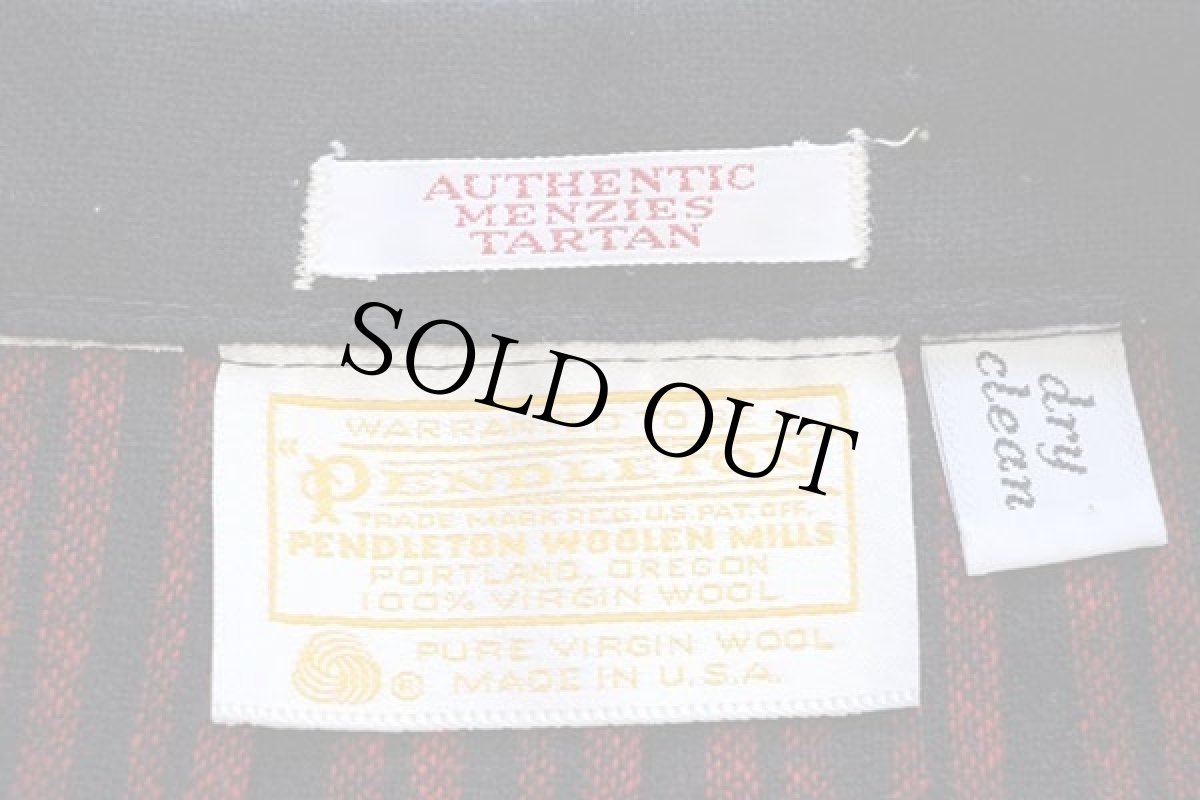 AUTHENTIC
MENZIES
TARTAN
SOLD OUT
"PENDLETON
TRADE MARK REG. U.S. PAT. OFF.
PENDLETON WOOLEN MILLS
PORTLAND, OREGON
100% VIRGIN WOOL
PURE VIRGIN WOOL
® MADE IN U.S.A.
dry
clean